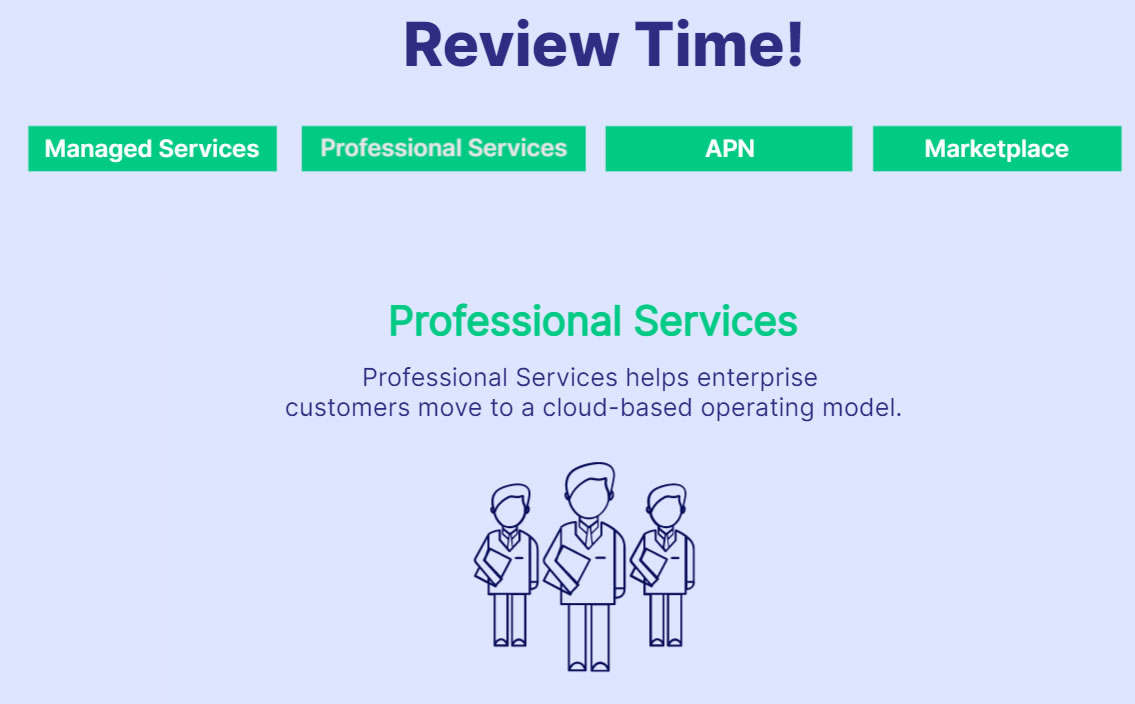 Review Time!
Managed Services
Professional Services
APN
Marketplace
Professional Services
Professional Services helps enterprise
customers move to a cloud-based operating model.